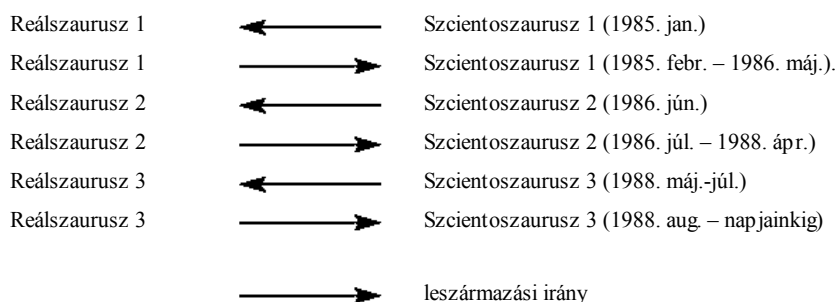 Reálszaurusz 1 Szcientoszaurusz 1 (1985. jan.)
Reálszaurusz 1 Szcientoszaurusz 1 (1985. febr. – 1986. máj.).
Reálszaurusz 2 Szcientoszaurusz 2 (1986. jún.)
Reálszaurusz 2 Szcientoszaurusz 2 (1986. júl. – 1988. ápr.)
Reálszaurusz 3 Szcientoszaurusz 3 (1988. máj.-júl.)
Reálszaurusz 3 Szcientoszaurusz 3 (1988. aug. – napjainkig)
leszármazási irány